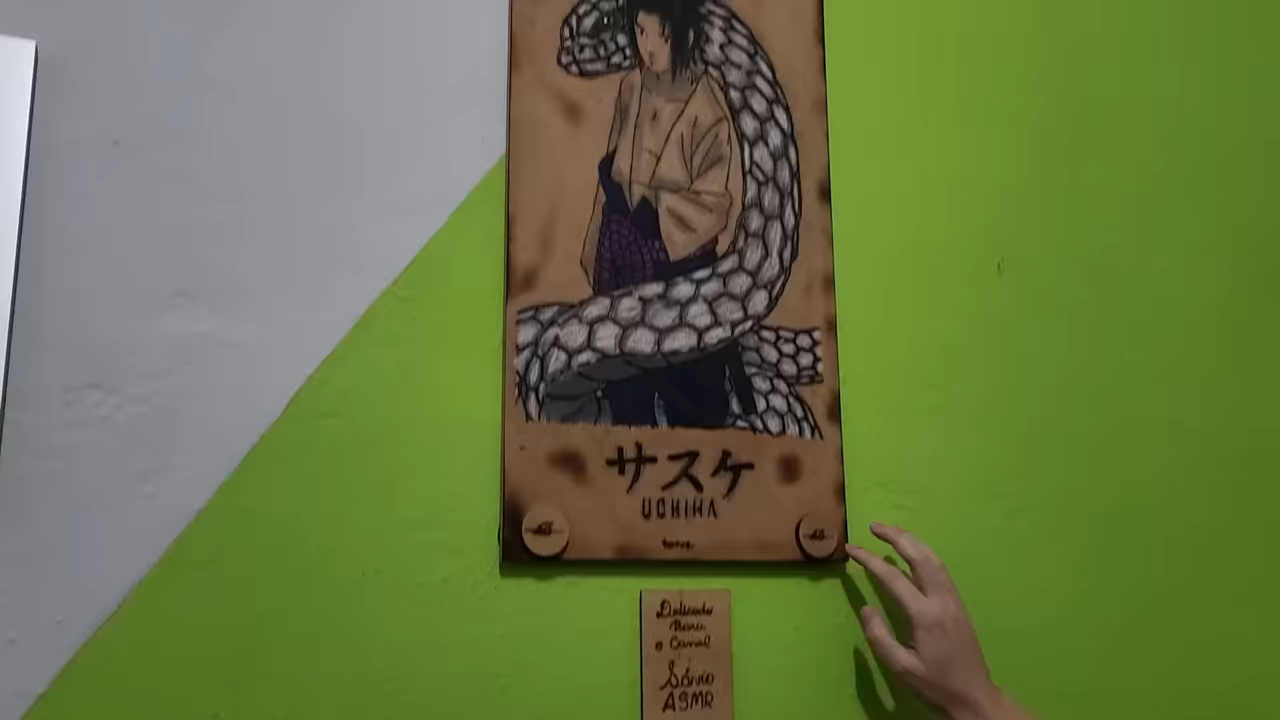 サスケ
UCHIHA
Dedicado
Para
o Canal
Sávio
ASMR